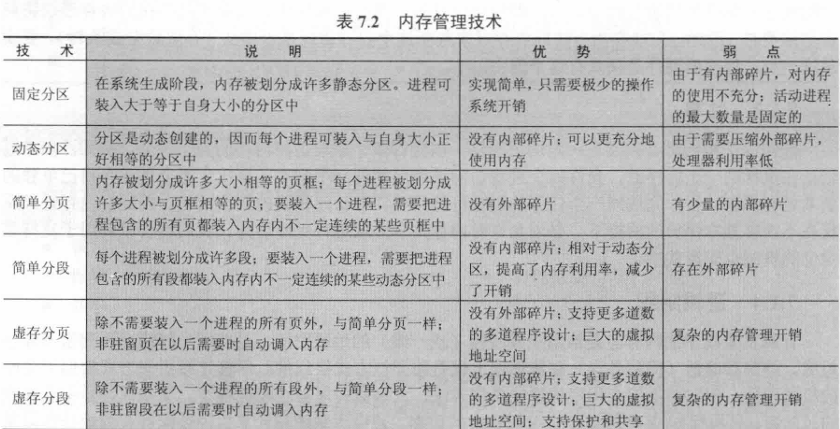 表 7.2 内存管理技术
技 术 说 明 优 势 弱 点
固定分区
在系统生成阶段，内存被划分成许多静态分区。进程可
装入大于等于自身大小的分区中
实现简单，只需要极少的操作
系统开销
由于有内部碎片，对内存
的使用不充分；活动进程
的最大数量是固定的
动态分区
分区是动态创建的，因而每个进程可装入与自身大小正
好相等的分区中
没有内部碎片；可以更充分地
使用内存
由于需要压缩外部碎片，
处理器利用率低
简单分页
内存被划分成许多大小相等的页框；每个进程被划分成
许多大小与页框相等的页；要装入一个进程，需要把进
程包含的所有页都装入内存内不一定连续的某些页框中
没有外部碎片
有少量的内部碎片
简单分段
每个进程被划分成许多段；要装入一个进程，需要把进程
包含的所有段都装入内存内不一定连续的某些动态分区中
没有内部碎片；相对于动态分
区，提高了内存利用率，减少
了开销
存在外部碎片
虚存分页
除不需要装入一个进程的所有页外，与简单分页一样；
非驻留页在以后需要时自动调入内存
没有外部碎片；支持更多道数
的多道程序设计；巨大的虚拟
地址空间
复杂的内存管理开销
虚存分段
除不需要装入一个进程的所有段外，与简单分段一样；
非驻留段在以后需要时自动调入内存
没有内部碎片；支持更多道数
的多道程序设计；巨大的虚拟
地址空间；支持保护和共享
复杂的内存管理开销